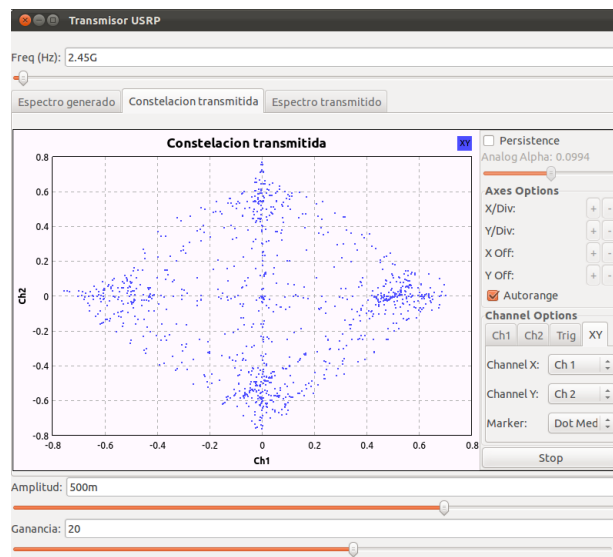 Transmisor USRP
Freq (Hz): 2.45G
Espectro generado Constelacion transmitida Espectro transmitido
Constelacion transmitida XY
0.8
0.6
0.4
0.2
0
-0.2
-0.4
-0.6
-0.8
Ch2
-0.8 -0.6 -0.4 -0.2 0 0.2 0.4 0.6 0.8
Ch1
Persistence
Analog Alpha: 0.0994
Axes Options
X/Div: + -
Y/Div: + -
X Off: + -
Y Off: + -
Autorange
Channel Options
Ch1 Ch2 Trig XY
Channel X: Ch 1
Channel Y: Ch 2
Marker: Dot Med
Stop
Amplitud: 500m
Ganancia: 20